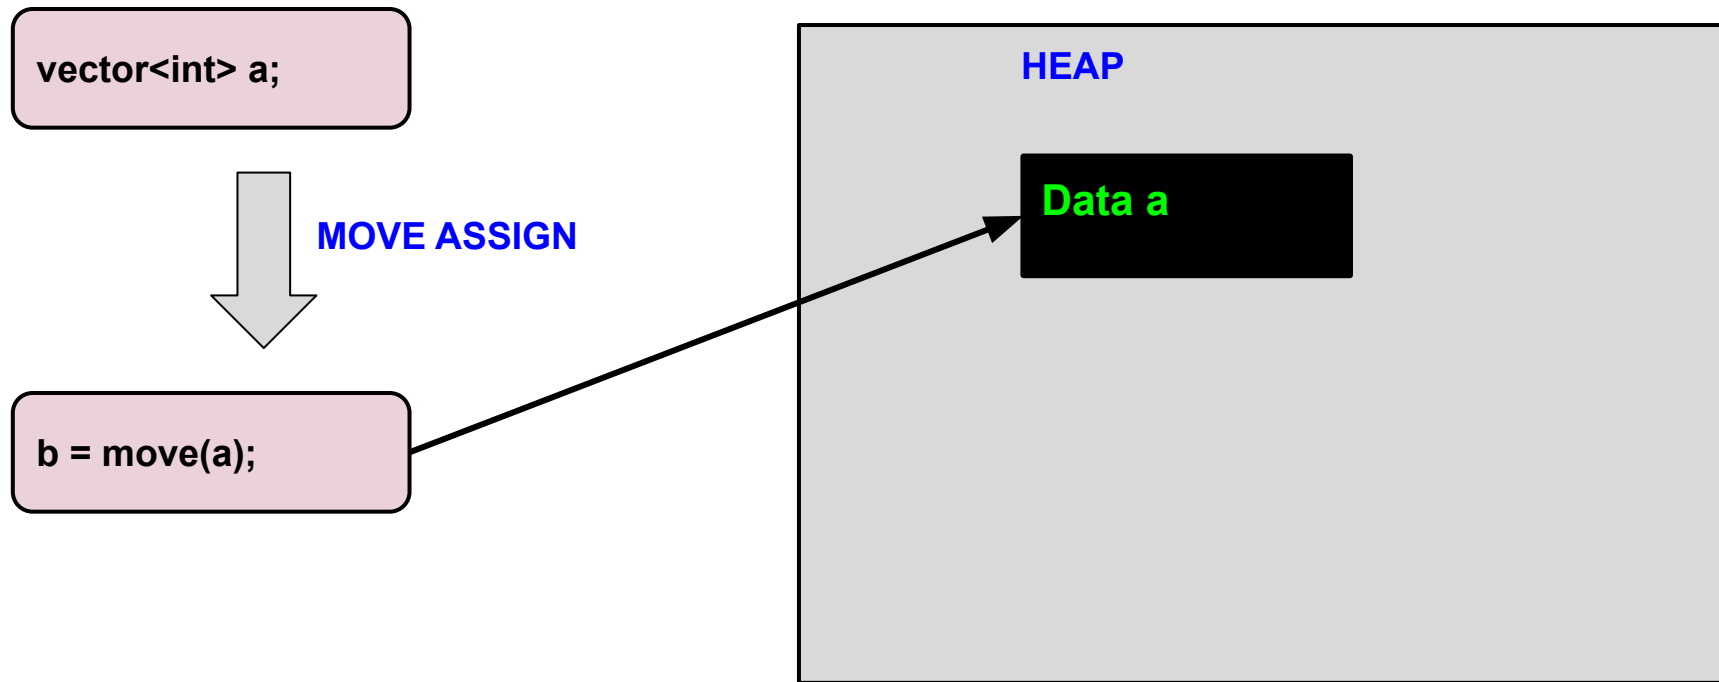 vector<int> a;
HEAP
Data a
MOVE ASSIGN
b = move(a);